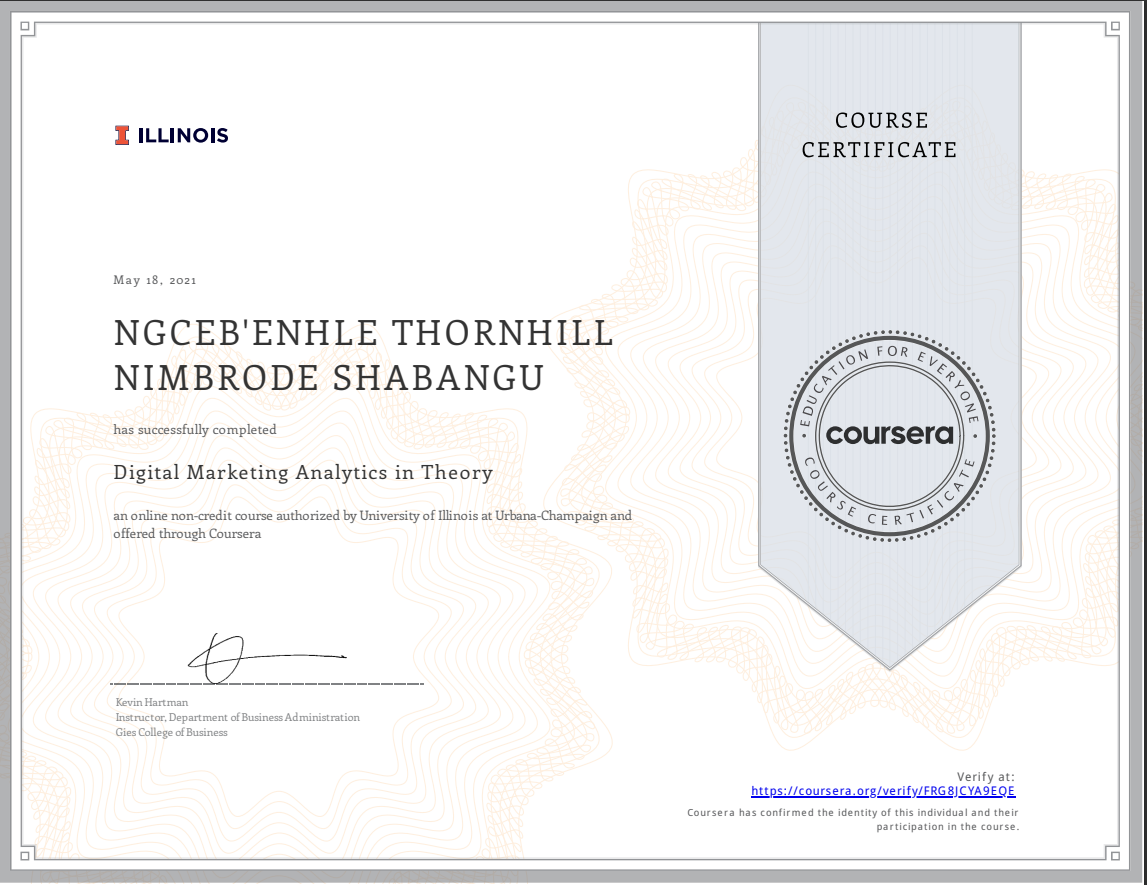 ILLINOIS
COURSE
CERTIFICATE
May 18, 2021
NGCEB'ENHLE THORNHILL
NIMBRODE SHABANGU
has successfully completed
Digital Marketing Analytics in Theory
an online non-credit course authorized by University of Illinois at Urbana-Champaign and
offered through Coursera
EDUCATION FOR EVERYONE
coursera
COURSE CERTIFICATE
Kevin Hartman
Instructor, Department of Business Administration
Gies College of Business
Verify at:
https://coursera.org/verify/FRG8JCYA9EQE
Coursera has confirmed the identity of this individual and their
participation in the course.